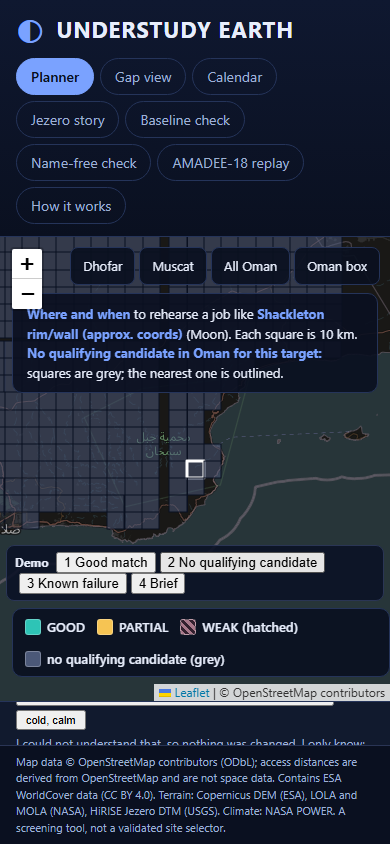 UNDERSTUDY EARTH
Planner
Gap view
Calendar
Jezero story
Baseline check
Name-free check
AMADEE-18 replay
How it works
+
−
Dhofar
Muscat
All Oman
Oman box
Where and when to rehearse a job like Shackleton
rim/wall (approx. coords) (Moon). Each square is 10 km.
No qualifying candidate in Oman for this target:
squares are grey; the nearest one is outlined.
محمية جبل
سمحان
Demo
1 Good match
2 No qualifying candidate
3 Known failure
4 Brief
GOOD
PARTIAL
WEAK (hatched)
no qualifying candidate (grey)
Leaflet | © OpenStreetMap contributors
cold, calm
I could not understand that, so nothing was changed. I only know:
Map data © OpenStreetMap contributors (ODbL); access distances are
derived from OpenStreetMap and are not space data. Contains ESA
WorldCover data (CC BY 4.0). Terrain: Copernicus DEM (ESA), LOLA and
MOLA (NASA), HiRISE Jezero DTM (USGS). Climate: NASA POWER. A
screening tool, not a validated site selector.